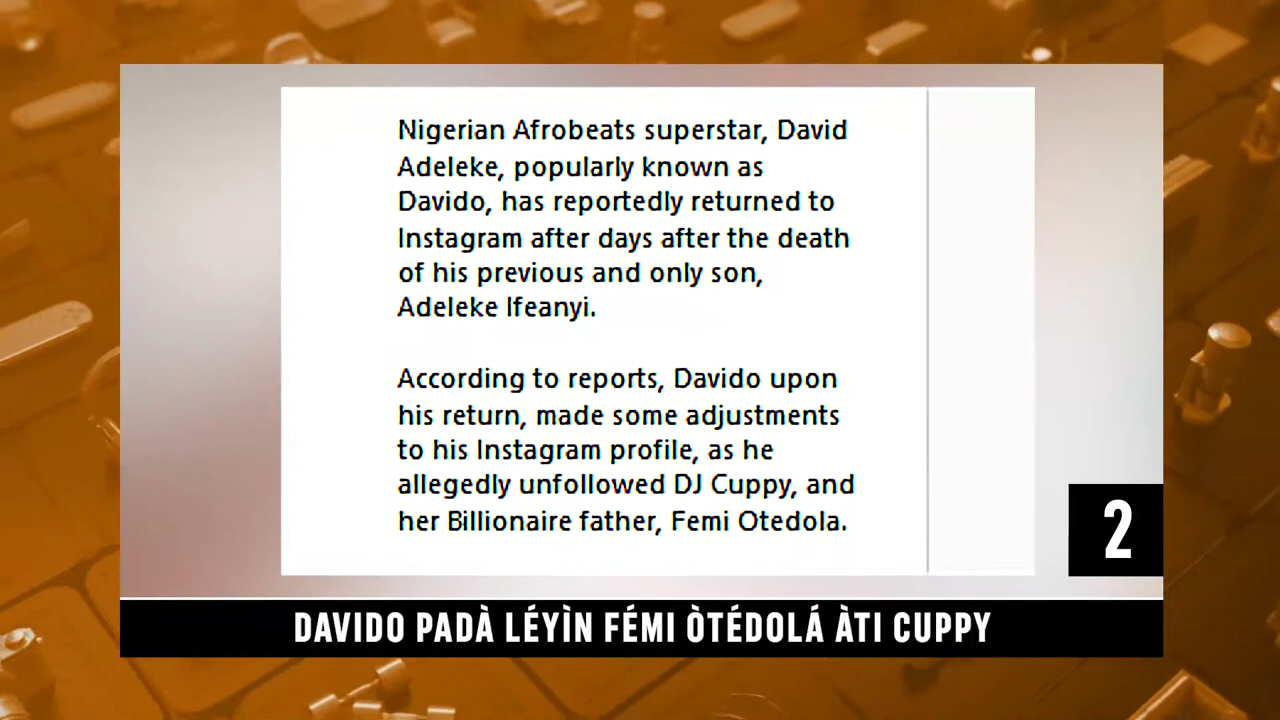 Nigerian Afrobeats superstar, David
Adeleke, popularly known as
Davido, has reportedly returned to
Instagram after days after the death
of his previous and only son,
Adeleke Ifeanyi.
According to reports, Davido upon
his return, made some adjustments
to his Instagram profile, as he
allegedly unfollowed DJ Cuppy, and
her Billionaire father, Femi Otedola.
2
DAVIDO PADÀ LÉYÌN FÉMI ÒTÉDOLÁ ÀTI CUPPY